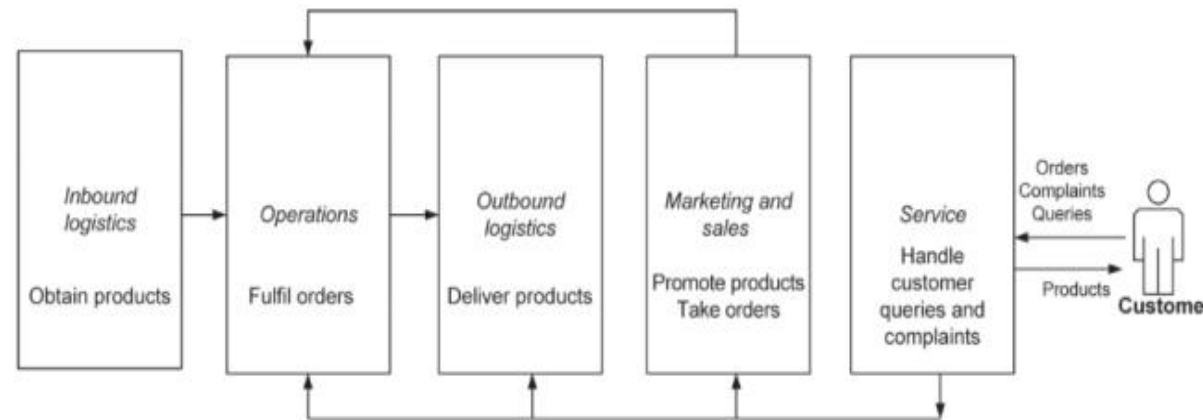 Inbound
logistics
Obtain products
Operations
Fulfil orders
Outbound
logistics
Deliver products
Marketing and
sales
Promote products
Take orders
Service
Handle
customer
queries and
complaints
Orders
Complaints
Queries
Products
Custome